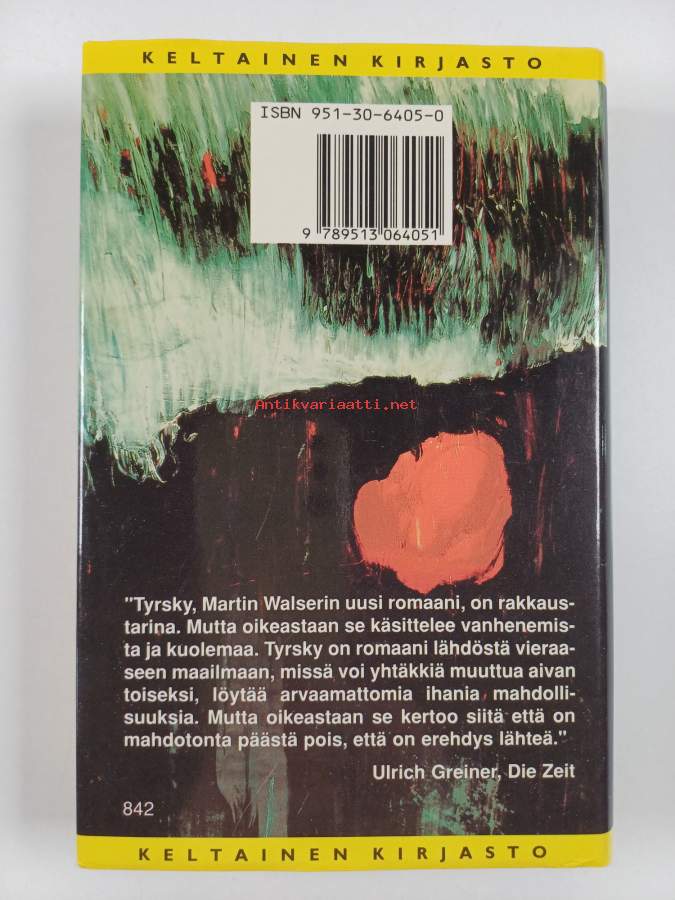 KELTAINEN KIRJASTO
ISBN 951-30-6405-0
9 789513 064051
Antikvariaatti.net
"Tyrsky, Martin Walserin uusi romaani, on rakkaus-
tarina. Mutta oikeastaan se käsittelee vanhenemis-
ta ja kuolemaa. Tyrsky on romaani lähdöstä vieraa-
seen maailmaan, missä voi yhtäkkiä muuttua aivan
toiseksi, löytää arvaamattomia ihania mahdolli-
suuksia. Mutta oikeastaan se kertoo siitä että on
mahdotonta päästä pois, että on erehdys lähteä."
Ulrich Greiner, Die Zeit
842
KELTAINEN KIRJASTO